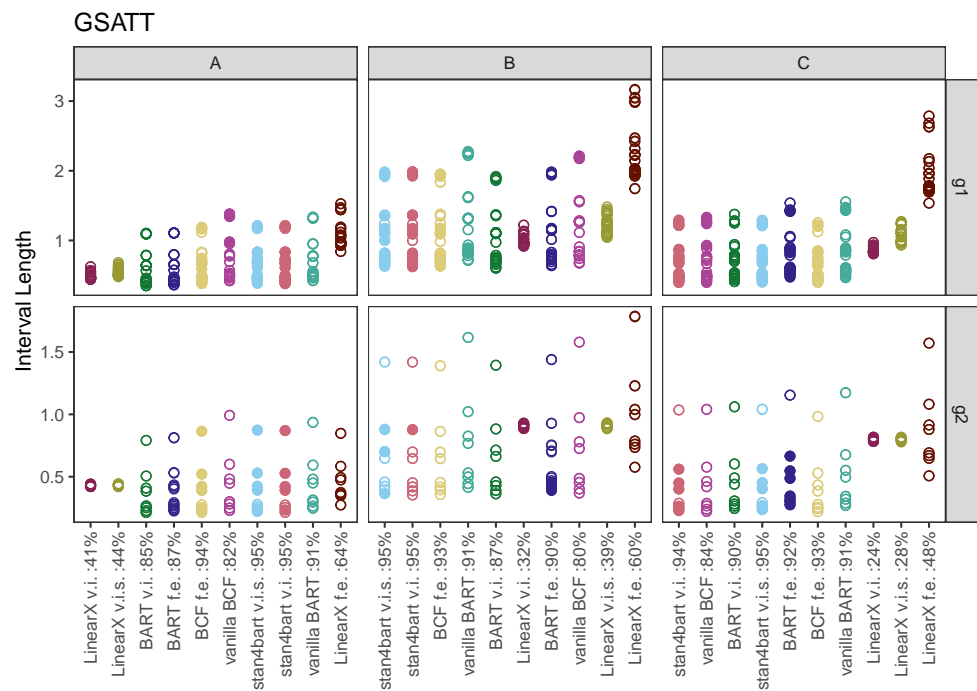 GSATT
A B C
3
2
1
g1
Interval Length
1.5
1.0
0.5
g2
LinearX v.i. :41%
LinearX v.i.s. :44%
BART v.i. :85%
BART f.e. :87%
BCF f.e. :94%
vanilla BCF :82%
stan4bart v.i.s. :95%
stan4bart v.i. :95%
vanilla BART :91%
LinearX f.e. :64%
stan4bart v.i.s. :95%
stan4bart v.i. :95%
BCF f.e. :93%
vanilla BART :91%
BART v.i. :87%
LinearX v.i. :32%
BART f.e. :90%
vanilla BCF :80%
LinearX v.i.s. :39%
LinearX f.e. :60%
stan4bart v.i. :94%
vanilla BCF :84%
BART v.i. :90%
stan4bart v.i.s. :95%
BART f.e. :92%
BCF f.e. :93%
vanilla BART :91%
LinearX v.i. :24%
LinearX v.i.s. :28%
LinearX f.e. :48%